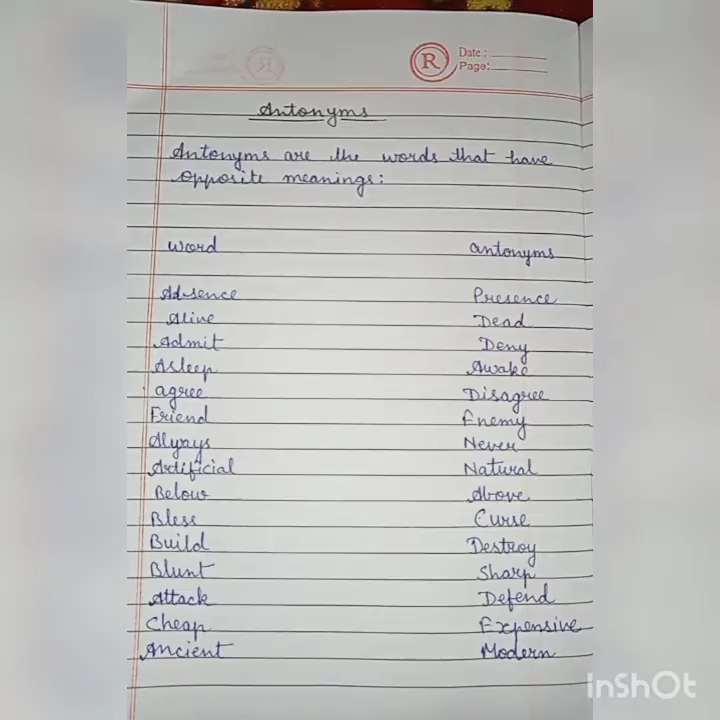 R
Date :
Page:
Antonyms
Antonyms are the words that have
opposite meanings:
word antonyms
Absence Presence
Alive Dead
Admit Deny
Asleep Awake
agree Disagree
Friend Enemy
Always Never
Artificial Natural
Below Above
Bless Curse
Build Destroy
Blunt Sharp
Attack Defend
Cheap Expensive
Ancient Modern
InShOt